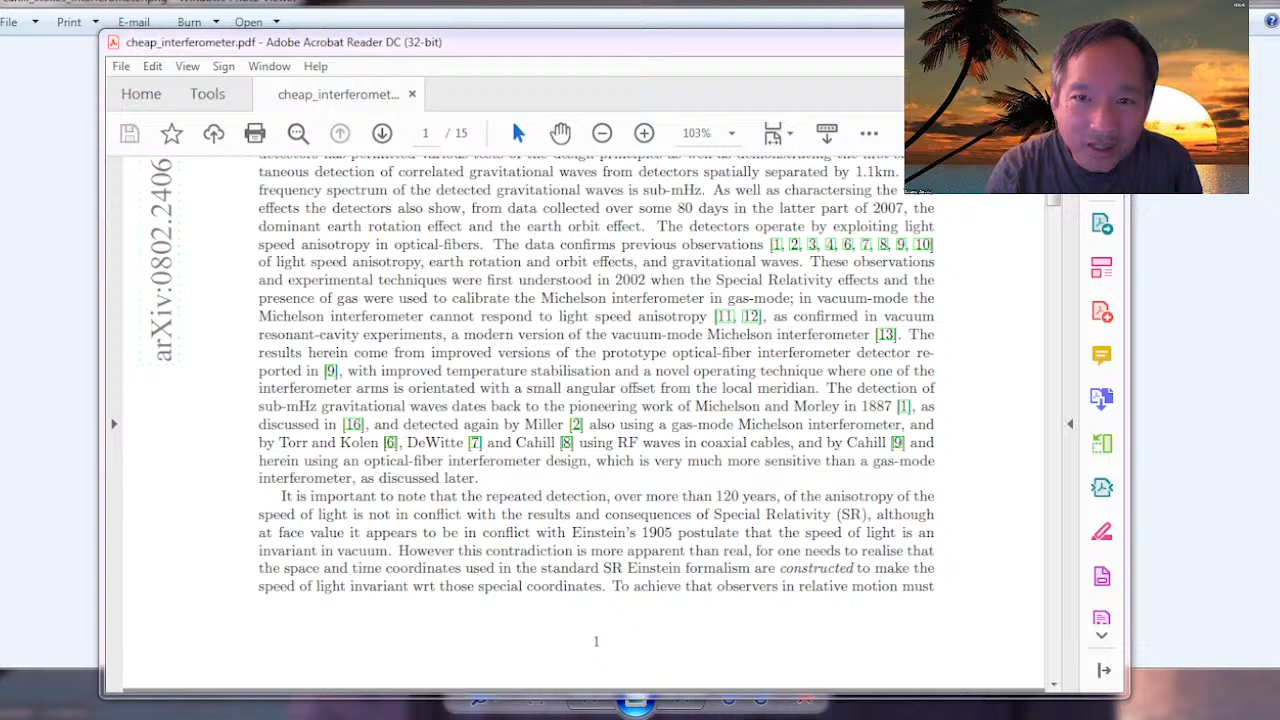 File Print E-mail Burn Open
cheap_interferometer.pdf - Adobe Acrobat Reader DC (32-bit)
File Edit View Sign Window Help
Home Tools cheap_interferomet... ×
1 / 15 103%
arXiv:0802.2406
taneous detection of correlated gravitational waves from detectors spatially separated by 1.1km.
frequency spectrum of the detected gravitational waves is sub-mHz. As well as charactersing the
effects the detectors also show, from data collected over some 80 days in the latter part of 2007, the
dominant earth rotation effect and the earth orbit effect. The detectors operate by exploiting light
speed anisotropy in optical-fibers. The data confirms previous observations [1, 2, 3, 4, 6, 7, 8, 9, 10]
of light speed anisotropy, earth rotation and orbit effects, and gravitational waves. These observations
and experimental techniques were first understood in 2002 when the Special Relativity effects and the
presence of gas were used to calibrate the Michelson interferometer in gas-mode; in vacuum-mode the
Michelson interferometer cannot respond to light speed anisotropy [11, 12], as confirmed in vacuum
resonant-cavity experiments, a modern version of the vacuum-mode Michelson interferometer [13]. The
results herein come from improved versions of the prototype optical-fiber interferometer detector re-
ported in [9], with improved temperature stabilisation and a novel operating technique where one of the
interferometer arms is orientated with a small angular offset from the local meridian. The detection of
sub-mHz gravitational waves dates back to the pioneering work of Michelson and Morley in 1887 [1], as
discussed in [16], and detected again by Miller [2] also using a gas-mode Michelson interferometer, and
by Torr and Kolen [6], DeWitte [7] and Cahill [8] using RF waves in coaxial cables, and by Cahill [9] and
herein using an optical-fiber interferometer design, which is very much more sensitive than a gas-mode
interferometer, as discussed later.
It is important to note that the repeated detection, over more than 120 years, of the anisotropy of the
speed of light is not in conflict with the results and consequences of Special Relativity (SR), although
at face value it appears to be in conflict with Einstein's 1905 postulate that the speed of light is an
invariant in vacuum. However this contradiction is more apparent than real, for one needs to realise that
the space and time coordinates used in the standard SR Einstein formalism are constructed to make the
speed of light invariant wrt those special coordinates. To achieve that observers in relative motion must
1